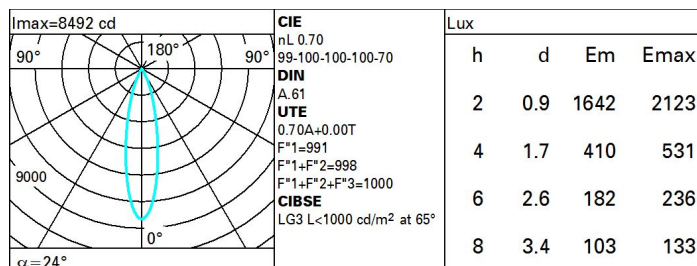 Imax=8492 cd
90° 180° 90°
9000
0°
α=24°
CIE
nL 0.70
99-100-100-100-70
DIN
A.61
UTE
0.70A+0.00T
F"1=991
F"1+F"2=998
F"1+F"2+F"3=1000
CIBSE
LG3 L<1000 cd/m² at 65°
Lux
h d Em Emax
2 0.9 1642 2123
4 1.7 410 531
6 2.6 182 236
8 3.4 103 133